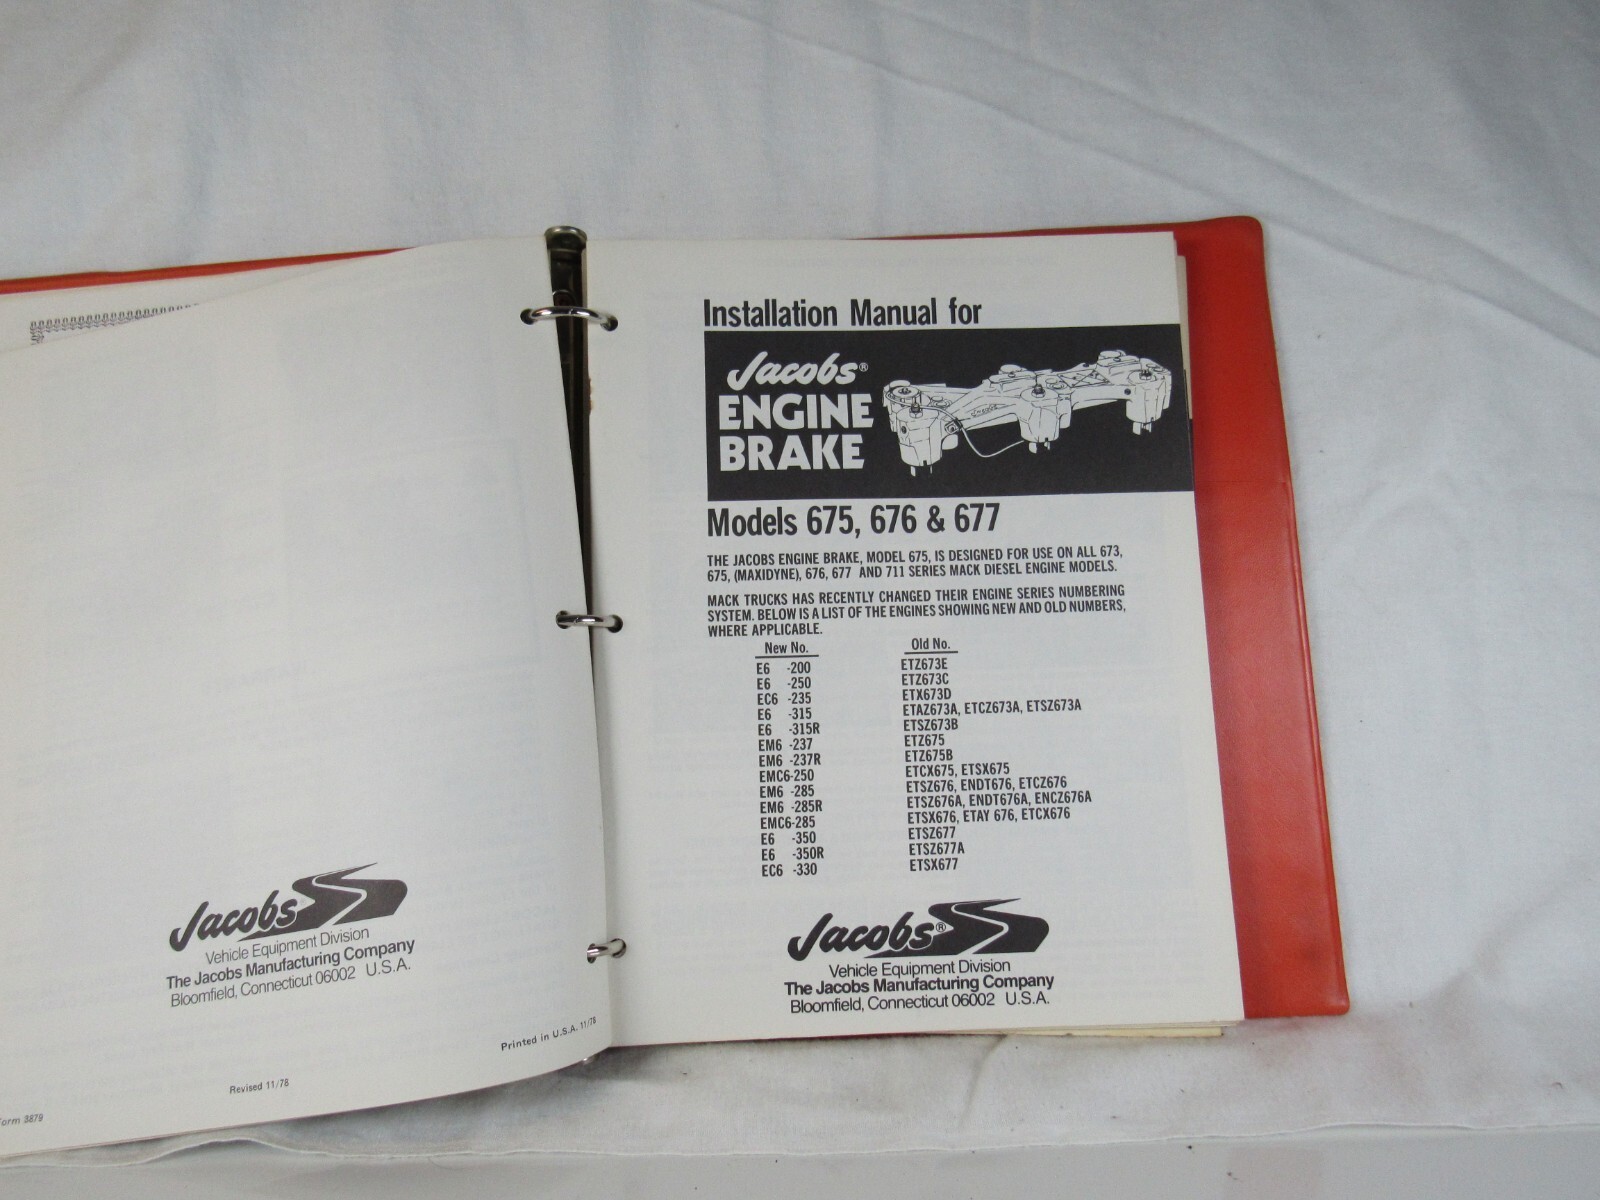 Jacobs®
Vehicle Equipment Division
The Jacobs Manufacturing Company
Bloomfield, Connecticut 06002 U.S.A.
Printed in U.S.A. 11/78
Revised 11/78
Form 3879
Installation Manual for
Jacobs®
ENGINE
BRAKE
Jacobs
Models 675, 676 & 677
THE JACOBS ENGINE BRAKE, MODEL 675, IS DESIGNED FOR USE ON ALL 673,
675, (MAXIDYNE), 676, 677 AND 711 SERIES MACK DIESEL ENGINE MODELS.
MACK TRUCKS HAS RECENTLY CHANGED THEIR ENGINE SERIES NUMBERING
SYSTEM. BELOW IS A LIST OF THE ENGINES SHOWING NEW AND OLD NUMBERS,
WHERE APPLICABLE.
New No. Old No.
E6 -200 ETZ673E
E6 -250 ETZ673C
EC6 -235 ETX673D
E6 -315 ETAZ673A, ETCZ673A, ETSZ673A
E6 -315R ETSZ673B
EM6 -237 ETZ675
EM6 -237R ETZ675B
EMC6-250 ETCX675, ETSX675
EM6 -285 ETSZ676, ENDT676, ETCZ676
EM6 -285R ETSZ676A, ENDT676A, ENCZ676A
EMC6-285 ETSX676, ETAY 676, ETCX676
E6 -350 ETSZ677
E6 -350R ETSZ677A
EC6 -330 ETSX677
Jacobs®
Vehicle Equipment Division
The Jacobs Manufacturing Company
Bloomfield, Connecticut 06002 U.S.A.